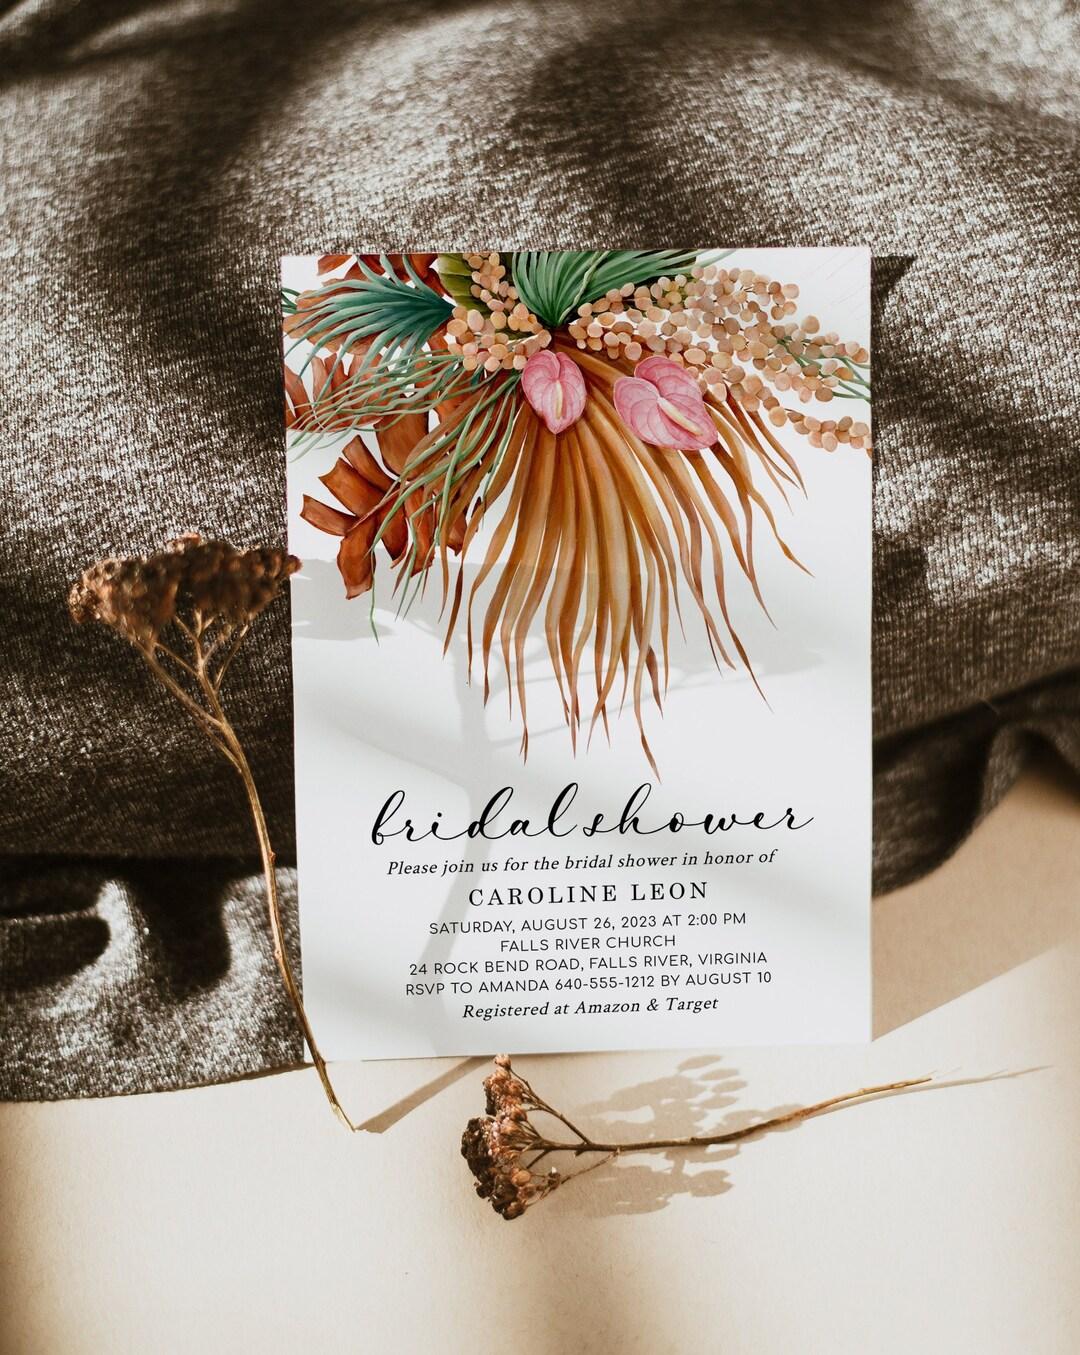 bridal shower
Please join us for the bridal shower in honor of
CAROLINE LEON
SATURDAY, AUGUST 26, 2023 AT 2:00 PM
FALLS RIVER CHURCH
24 ROCK BEND ROAD, FALLS RIVER, VIRGINIA
RSVP TO AMANDA 640-555-1212 BY AUGUST 10
Registered at Amazon & Target